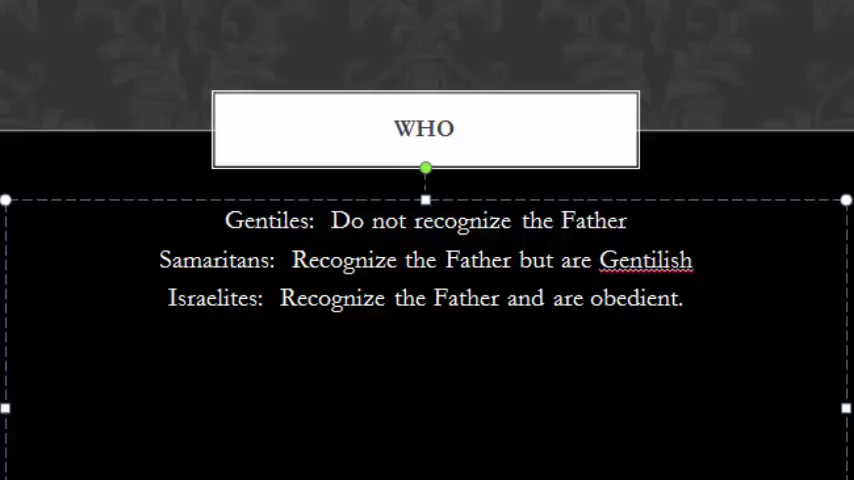 WHO
Gentiles:  Do not recognize the Father
Samaritans:  Recognize the Father but are Gentilish
Israelites:  Recognize the Father and are obedient.